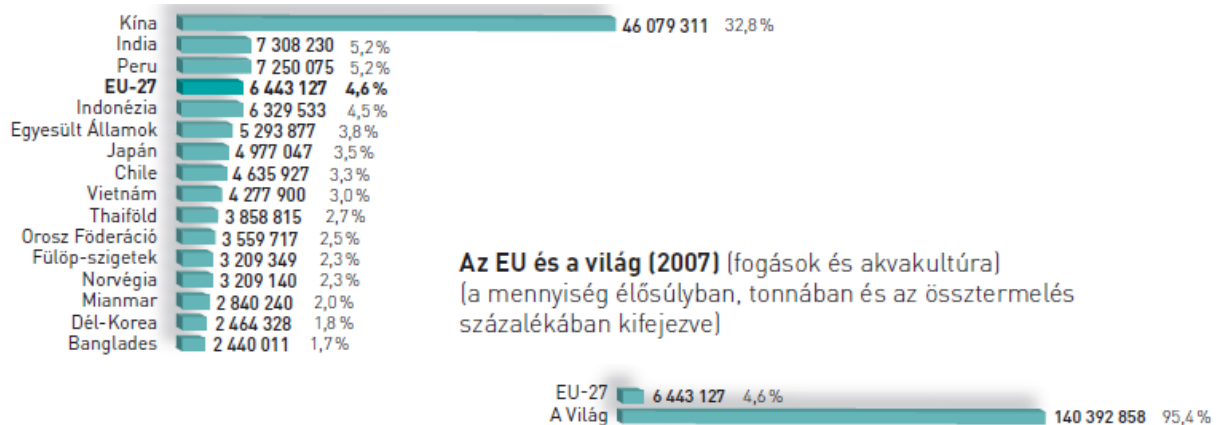 Kína 46 079 311 32,8%
India 7 308 230 5,2%
Peru 7 250 075 5,2%
EU-27 6 443 127 4,6%
Indonézia 6 329 533 4,5%
Egyesült Államok 5 293 877 3,8%
Japán 4 977 047 3,5%
Chile 4 635 927 3,3%
Vietnám 4 277 900 3,0%
Thaiföld 3 858 815 2,7%
Orosz Föderáció 3 559 717 2,5%
Fülöp-szigetek 3 209 349 2,3%
Norvégia 3 209 140 2,3%
Mianmar 2 840 240 2,0%
Dél-Korea 2 464 328 1,8%
Banglades 2 440 011 1,7%
Az EU és a világ (2007) (fogások és akvakultúra)
(a mennyiség élősúlyban, tonnában és az össztermelés
százalékában kifejezve)
EU-27 6 443 127 4,6%
A Világ 140 392 858 95,4%